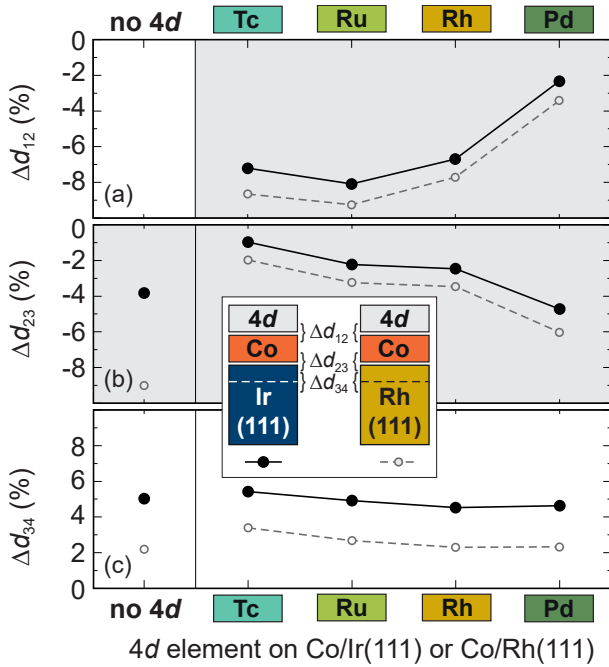 no 4d Tc Ru Rh Pd
0
-2
-4
-6
-8
Δd12 (%)
(a)
0
-2
-4
-6
-8
Δd23 (%)
(b)
4d Δd12 4d
Co Δd23 Co
Δd34
Ir Rh
(111) (111)
8
6
4
2
0
Δd34 (%)
(c)
no 4d Tc Ru Rh Pd
4d element on Co/Ir(111) or Co/Rh(111)